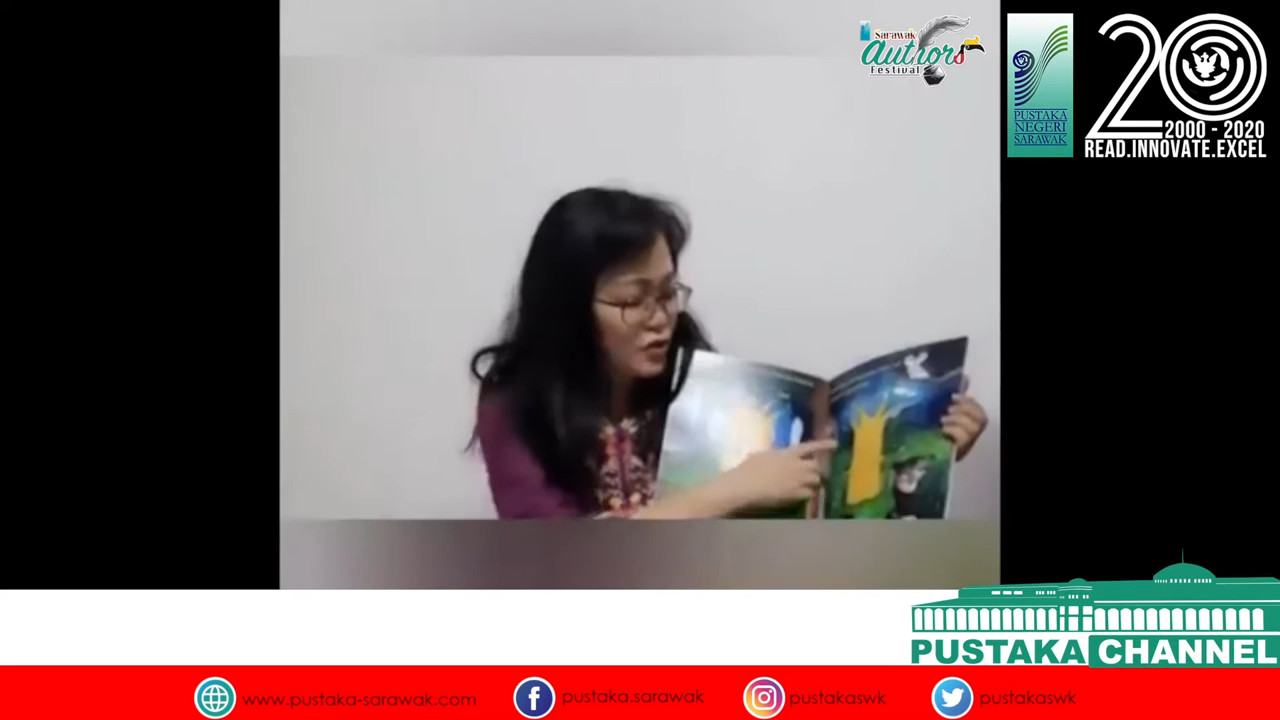 Sarawak
Authors
Festival
PUSTAKA
NEGERI
SARAWAK
20
2000 - 2020
READ.INNOVATE.EXCEL
PUSTAKA CHANNEL
www.pustaka-sarawak.com
pustaka.sarawak
pustakaswk
pustakaswk